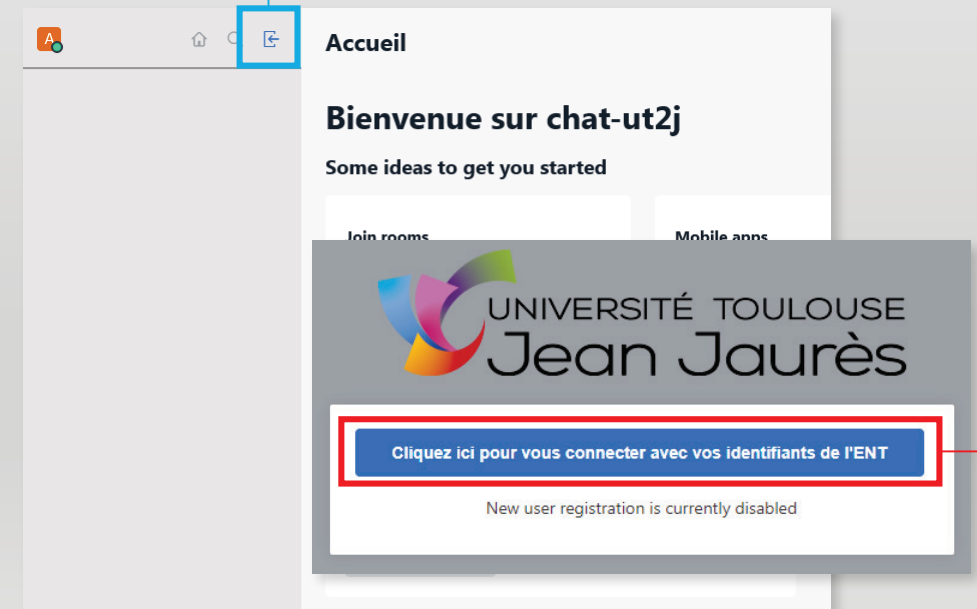 A
Accueil
Bienvenue sur chat-ut2j
Some ideas to get you started
Join rooms
Mobile apps
UNIVERSITÉ TOULOUSE
Jean Jaurès
Cliquez ici pour vous connecter avec vos identifiants de l'ENT
New user registration is currently disabled